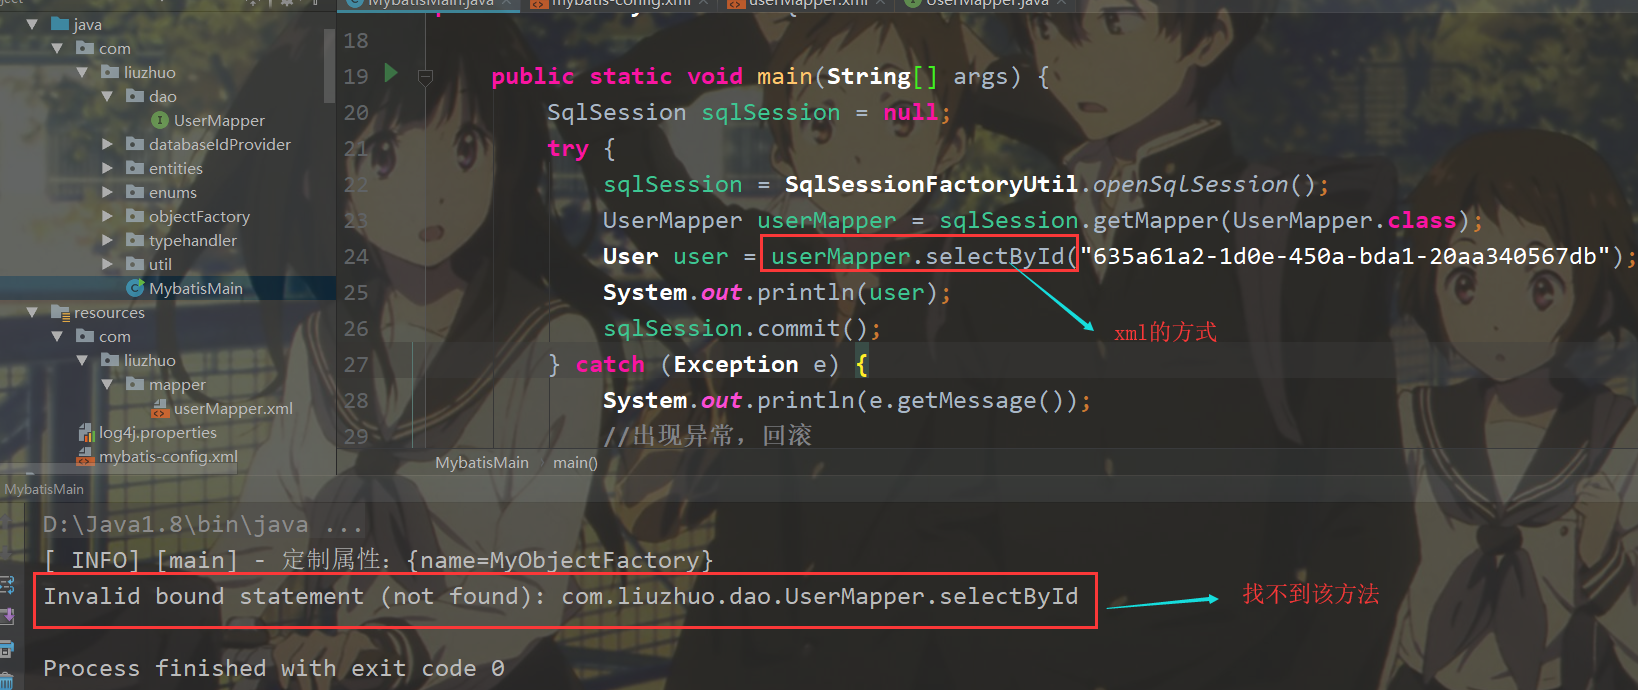 MybatisMain.java mybatis-config.xml userMapper.xml UserMapper.java
java
com
liuzhuo
dao
UserMapper
databaseIdProvider
entities
enums
objectFactory
typehandler
util
MybatisMain
resources
com
liuzhuo
mapper
userMapper.xml
log4j.properties
mybatis-config.xml
18
19 public static void main(String[] args) {
20 SqlSession sqlSession = null;
21 try {
22 sqlSession = SqlSessionFactoryUtil.openSqlSession();
23 UserMapper userMapper = sqlSession.getMapper(UserMapper.class);
24 User user = userMapper.selectById("635a61a2-1d0e-450a-bda1-20aa340567db");
25 System.out.println(user);
26 sqlSession.commit();
xml的方式
27 } catch (Exception e) {
28 System.out.println(e.getMessage());
29 //出现异常，回滚
MybatisMain main()
MybatisMain
D:\Java1.8\bin\java ...
[ INFO] [main] - 定制属性：{name=MyObjectFactory}
Invalid bound statement (not found): com.liuzhuo.dao.UserMapper.selectById
找不到该方法
Process finished with exit code 0